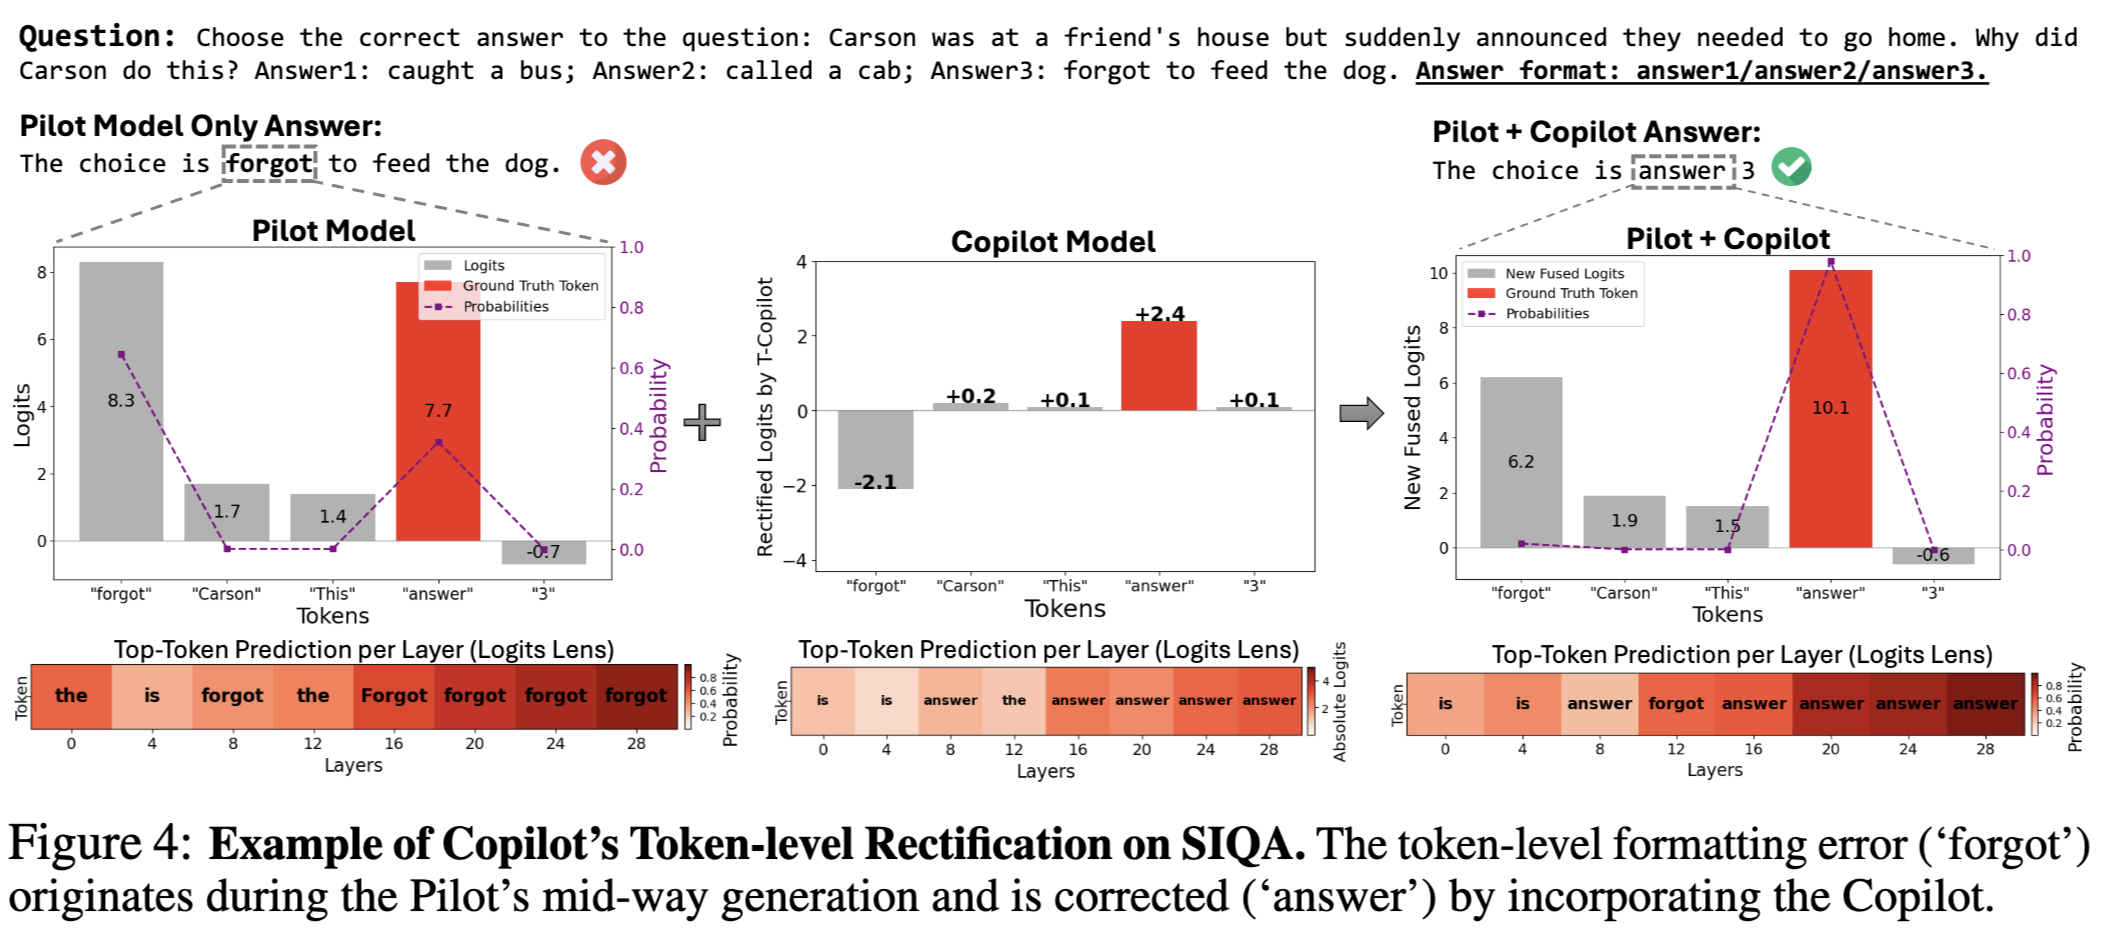 Question: Choose the correct answer to the question: Carson was at a friend's house but suddenly announced they needed to go home. Why did
Carson do this? Answer1: caught a bus; Answer2: called a cab; Answer3: forgot to feed the dog. Answer format: answer1/answer2/answer3.
Pilot Model Only Answer:
The choice is forgot to feed the dog.
Pilot + Copilot Answer:
The choice is answer 3
Pilot Model
Logits
Ground Truth Token
Probabilities
Logits
8
6
4
2
0
8.3
1.7
1.4
7.7
-0.7
1.0
0.8
0.6
0.4
0.2
0.0
Probability
"forgot" "Carson" "This" "answer" "3"
Tokens
Copilot Model
Rectified Logits by T-Copilot
4
2
0
−2
−4
-2.1
+0.2
+0.1
+2.4
+0.1
"forgot" "Carson" "This" "answer" "3"
Tokens
Pilot + Copilot
New Fused Logits
Ground Truth Token
Probabilities
New Fused Logits
10
8
6
4
2
0
6.2
1.9
1.5
10.1
-0.6
1.0
0.8
0.6
0.4
0.2
0.0
Probability
"forgot" "Carson" "This" "answer" "3"
Tokens
Top-Token Prediction per Layer (Logits Lens)
Token
the is forgot the Forgot forgot forgot forgot
0 4 8 12 16 20 24 28
Layers
0.8
0.6
0.4
0.2
Probability
Top-Token Prediction per Layer (Logits Lens)
Token
is is answer the answer answer answer answer
0 4 8 12 16 20 24 28
Layers
4
2
Absolute Logits
Top-Token Prediction per Layer (Logits Lens)
Token
is is answer forgot answer answer answer answer
0 4 8 12 16 20 24 28
Layers
0.8
0.6
0.4
0.2
Probability
Figure 4: Example of Copilot’s Token-level Rectification on SIQA. The token-level formatting error (‘forgot’)
originates during the Pilot’s mid-way generation and is corrected (‘answer’) by incorporating the Copilot.